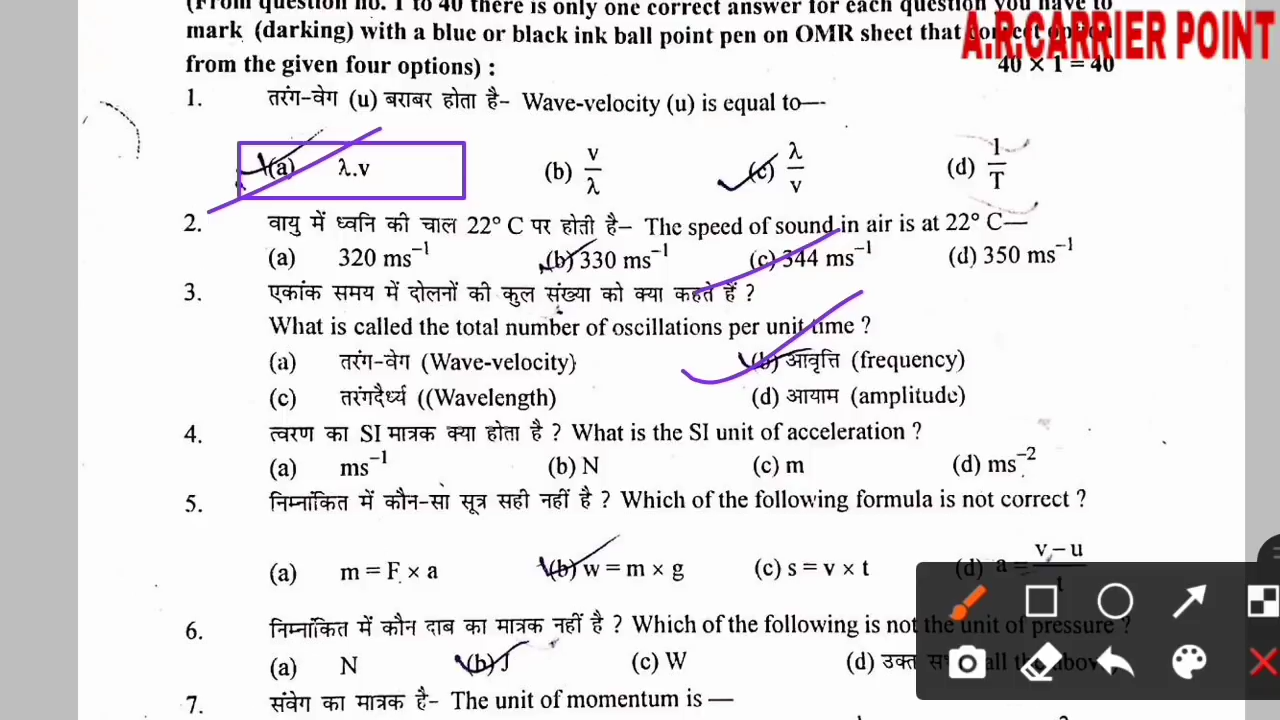 (From question no. 1 to 40 there is only one correct answer for each question you have to
mark (darking) with a blue or black ink ball point pen on OMR sheet that correct option
A.R.CARRIER POINT
from the given four options) : 40 × 1 = 40
1. तरंग-वेग (u) बराबर होता है- Wave-velocity (u) is equal to—
(a) λ.v (b) v/λ (c) λ/v (d) 1/T
2. वायु में ध्वनि की चाल 22° C पर होती है- The speed of sound in air is at 22° C—
(a) 320 ms⁻¹ (b) 330 ms⁻¹ (c) 344 ms⁻¹ (d) 350 ms⁻¹
3. एकांक समय में दोलनों की कुल संख्या को क्या कहते हैं ?
What is called the total number of oscillations per unit time ?
(a) तरंग-वेग (Wave-velocity) (b) आवृत्ति (frequency)
(c) तरंगदैर्ध्य ((Wavelength) (d) आयाम (amplitude)
4. त्वरण का SI मात्रक क्या होता है ? What is the SI unit of acceleration ?
(a) ms⁻¹ (b) N (c) m (d) ms⁻²
5. निम्नांकित में कौन-सा सूत्र सही नहीं है ? Which of the following formula is not correct ?
(a) m = F × a (b) w = m × g (c) s = v × t (d) a = v – u / t
6. निम्नांकित में कौन दाब का मात्रक नहीं है ? Which of the following is not the unit of pressure ?
(a) N (b) J (c) W (d) उक्त all the above
7. संवेग का मात्रक है- The unit of momentum is —